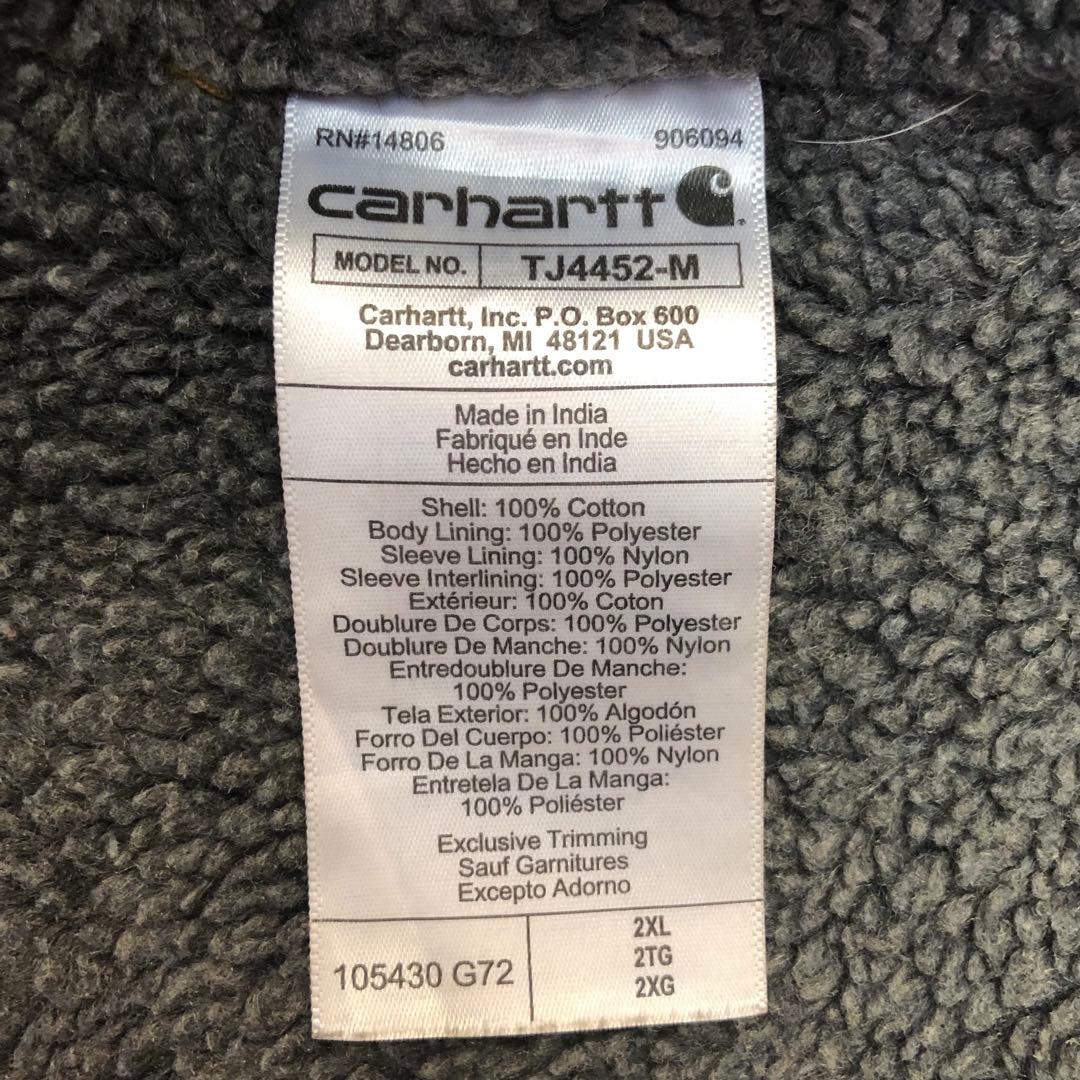 RN#14806 906094
carhartt
MODEL NO. TJ4452-M
Carhartt, Inc. P.O. Box 600
Dearborn, MI 48121 USA
carhartt.com
Made in India
Fabriqué en Inde
Hecho en India
Shell: 100% Cotton
Body Lining: 100% Polyester
Sleeve Lining: 100% Nylon
Sleeve Interlining: 100% Polyester
Extérieur: 100% Coton
Doublure De Corps: 100% Polyester
Doublure De Manche: 100% Nylon
Entredoublure De Manche:
100% Polyester
Tela Exterior: 100% Algodón
Forro Del Cuerpo: 100% Poliéster
Forro De La Manga: 100% Nylon
Entretela De La Manga:
100% Poliéster
Exclusive Trimming
Sauf Garnitures
Excepto Adorno
105430 G72
2XL
2TG
2XG